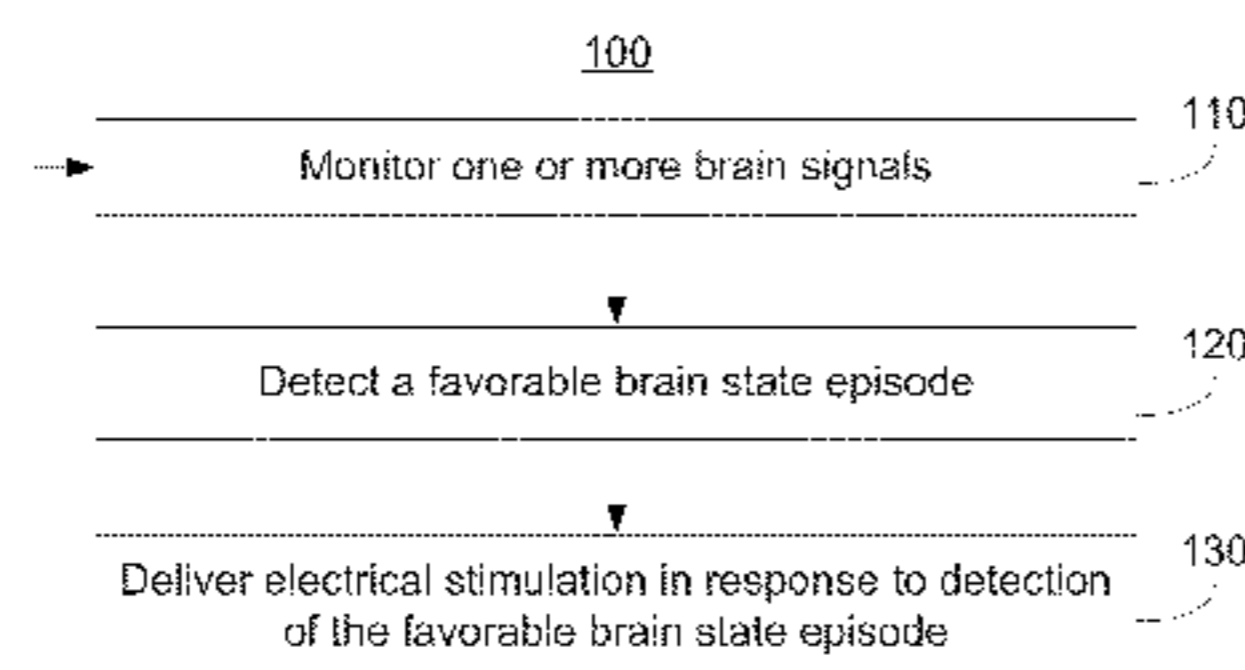 100
110
Monitor one or more brain signals
120
Detect a favorable brain state episode
130
Deliver electrical stimulation in response to detection
of the favorable brain state episode